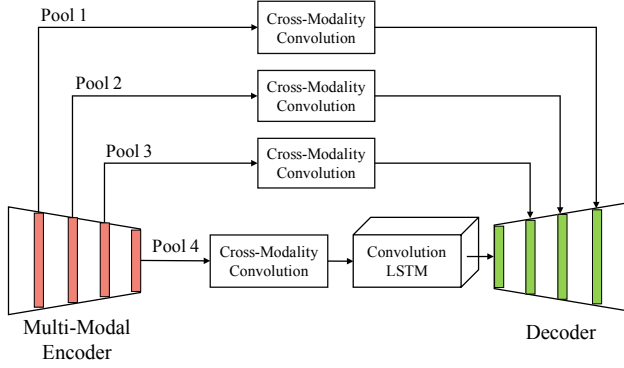 Pool 1
Cross-Modality
Convolution
Pool 2
Cross-Modality
Convolution
Pool 3
Cross-Modality
Convolution
Pool 4
Cross-Modality
Convolution
Convolution
LSTM
Multi-Modal
Encoder
Decoder